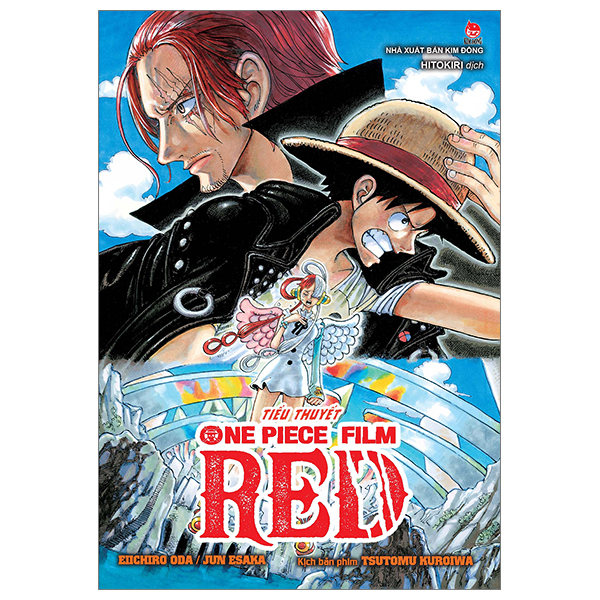 NHÀ XUẤT BẢN KIM ĐỒNG
HITOKIRI dịch
TIỂU THUYẾT
ONE PIECE FILM
RED
EIICHIRO ODA / JUN ESAKA
Kịch bản phim TSUTOMU KUROIWA